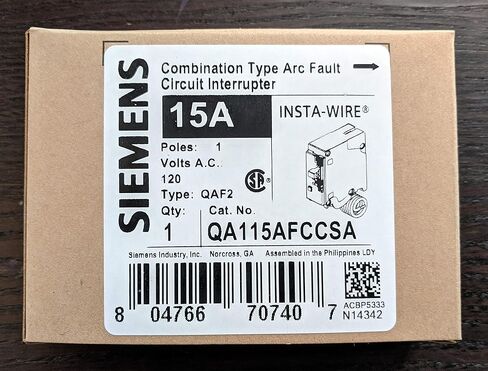 SIEMENS
Combination Type Arc Fault
Circuit Interrupter
15A
INSTA-WIRE®
Poles: 1
Volts A.C.
120
Type: QAF2
Qty: Cat. No.
1 QA115AFCCSA
Siemens Industry, Inc. Norcross, GA Assembled in the Philippines LDY
8 04766 70740 7
ACBP5333
N14342